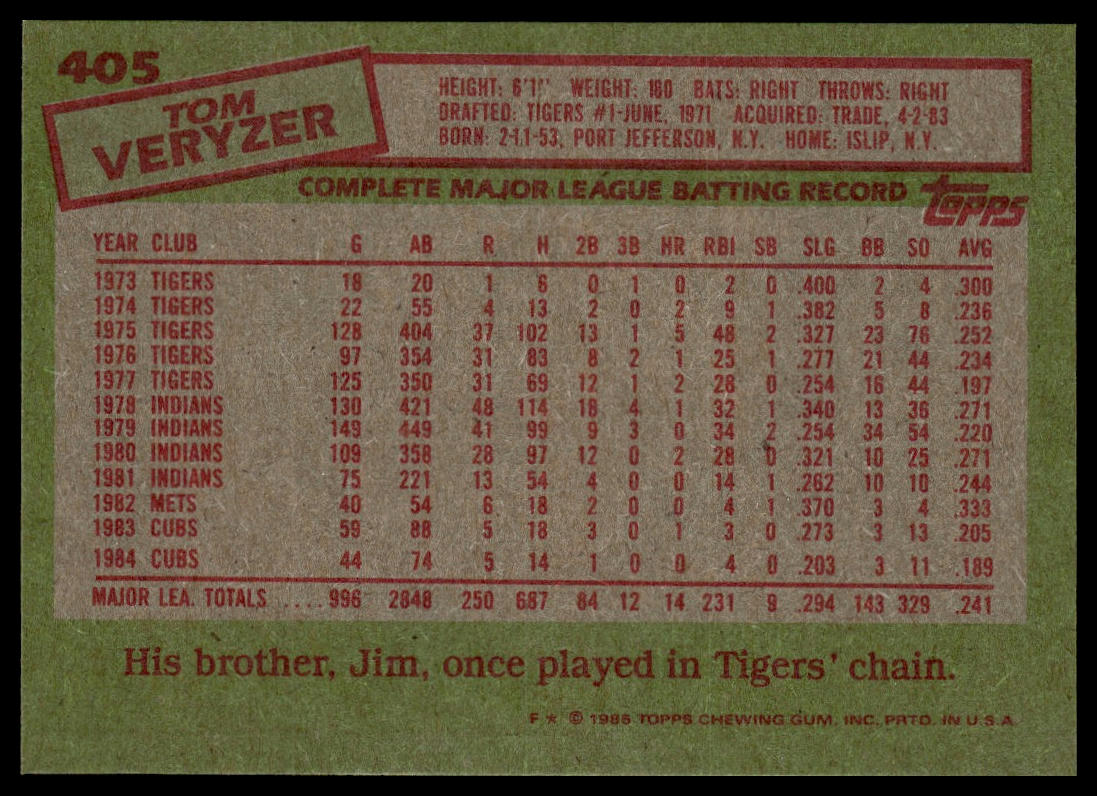 405
TOM
VERYZER
HEIGHT: 6'1" WEIGHT: 180 BATS: RIGHT THROWS: RIGHT
DRAFTED: TIGERS #1-JUNE, 1971 ACQUIRED: TRADE, 4-2-83
BORN: 2-11-53, PORT JEFFERSON, N.Y. HOME: ISLIP, N.Y.
COMPLETE MAJOR LEAGUE BATTING RECORD topps
YEAR CLUB G AB R H 2B 3B HR RBI SB SLG BB SO AVG
1973 TIGERS 18 20 1 6 0 1 0 2 0 .400 2 4 .300
1974 TIGERS 22 55 4 13 2 0 2 9 1 .382 5 8 .236
1975 TIGERS 128 404 37 102 13 1 5 48 2 .327 23 76 .252
1976 TIGERS 97 354 31 83 8 2 1 25 1 .277 21 44 .234
1977 TIGERS 125 350 31 69 12 1 2 28 0 .254 16 44 .197
1978 INDIANS 130 421 48 114 18 4 1 32 1 .340 13 36 .271
1979 INDIANS 149 449 41 99 9 3 0 34 2 .254 34 54 .220
1980 INDIANS 109 358 28 97 12 0 2 28 0 .321 10 25 .271
1981 INDIANS 75 221 13 54 4 0 0 14 1 .262 10 10 .244
1982 METS 40 54 6 18 2 0 0 4 1 .370 3 4 .333
1983 CUBS 59 88 5 18 3 0 1 3 0 .273 3 13 .205
1984 CUBS 44 74 5 14 1 0 0 4 0 .203 3 11 .189
MAJOR LEA. TOTALS .... 996 2848 250 687 84 12 14 231 9 .294 143 329 .241
His brother, Jim, once played in Tigers' chain.
F * © 1985 TOPPS CHEWING GUM, INC. PRTD. IN U.S.A.